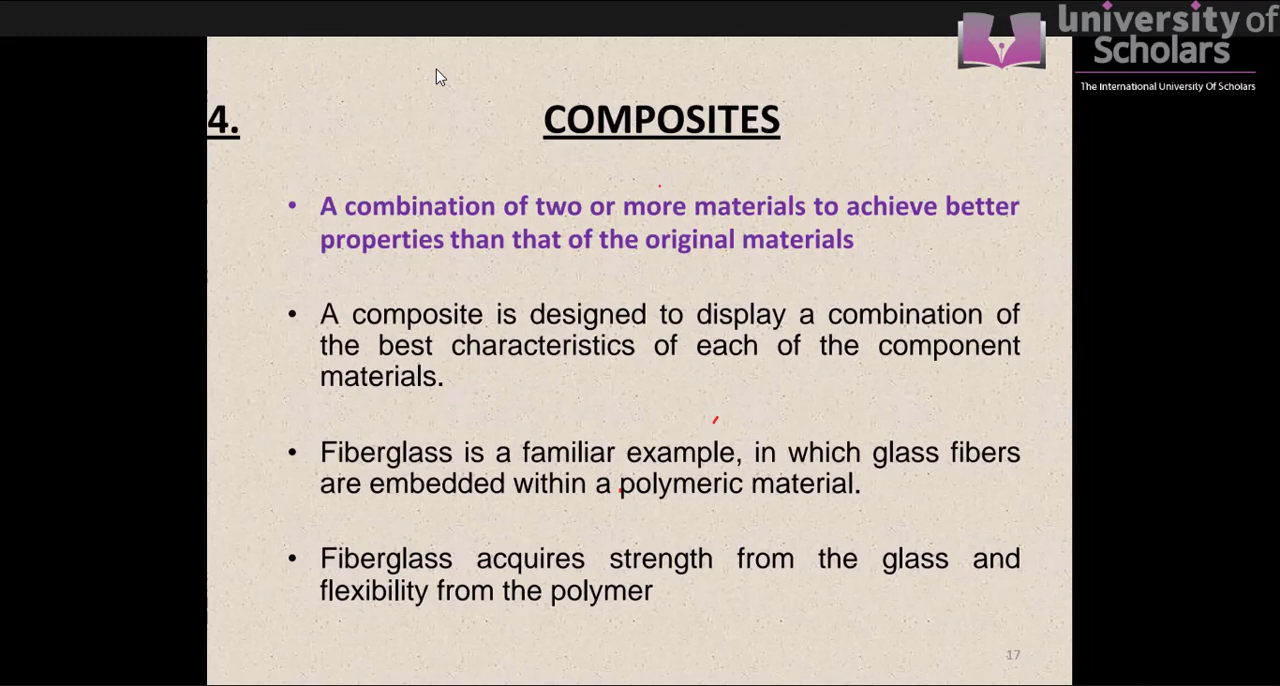 university of
Scholars
The International University Of Scholars
4. COMPOSITES
• A combination of two or more materials to achieve better
properties than that of the original materials
• A composite is designed to display a combination of
the best characteristics of each of the component
materials.
• Fiberglass is a familiar example, in which glass fibers
are embedded within a polymeric material.
• Fiberglass acquires strength from the glass and
flexibility from the polymer
17